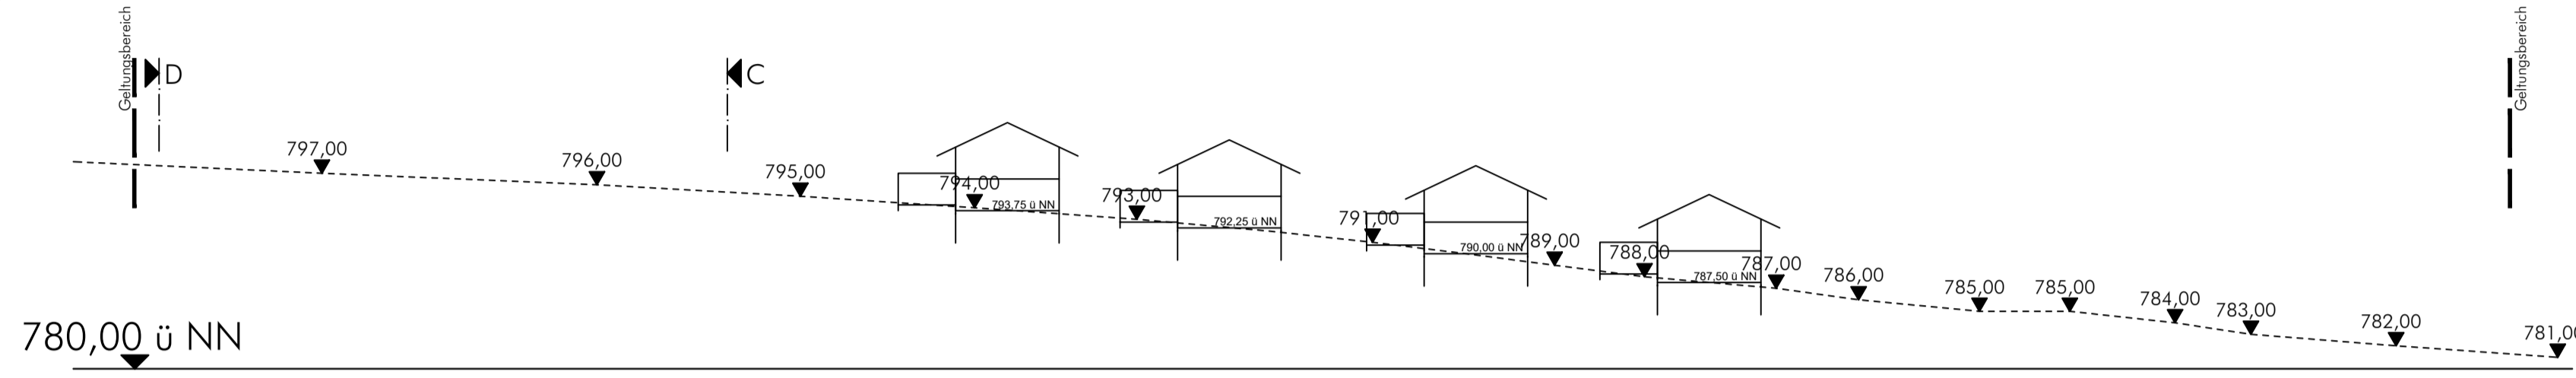 Geltungsbereich
D
C
Geltungsbereich
797,00
796,00
795,00
794,00
793,75 ü NN
793,00
792,25 ü NN
791,00
790,00 ü NN
789,00
788,00
787,50 ü NN
787,00
786,00
785,00
785,00
784,00
783,00
782,00
781,00
780,00 ü NN